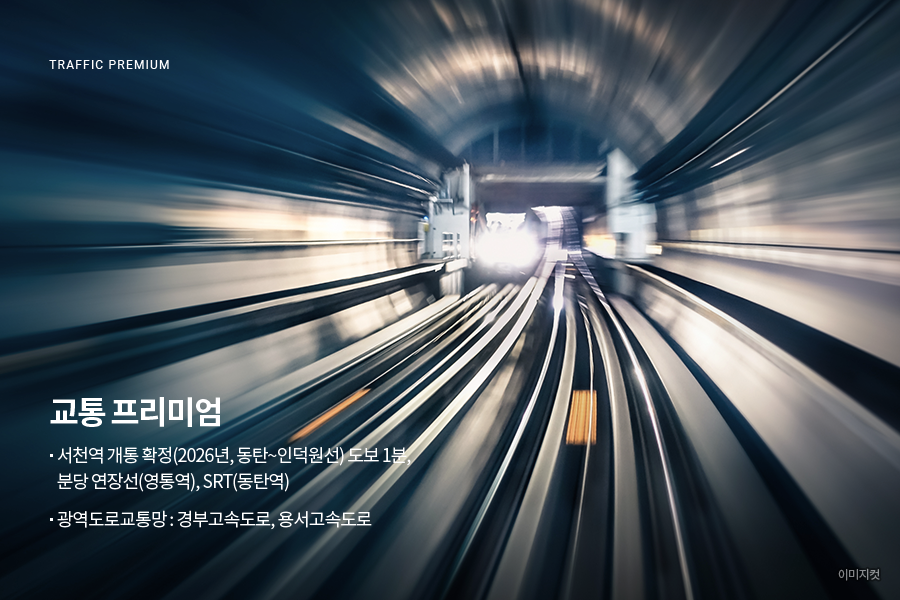 TRAFFIC PREMIUM
교통 프리미엄
· 서천역 개통 확정(2026년, 동탄~인덕원선) 도보 1분,
분당 연장선(영통역), SRT(동탄역)
· 광역도로교통망 : 경부고속도로, 용서고속도로
이미지컷